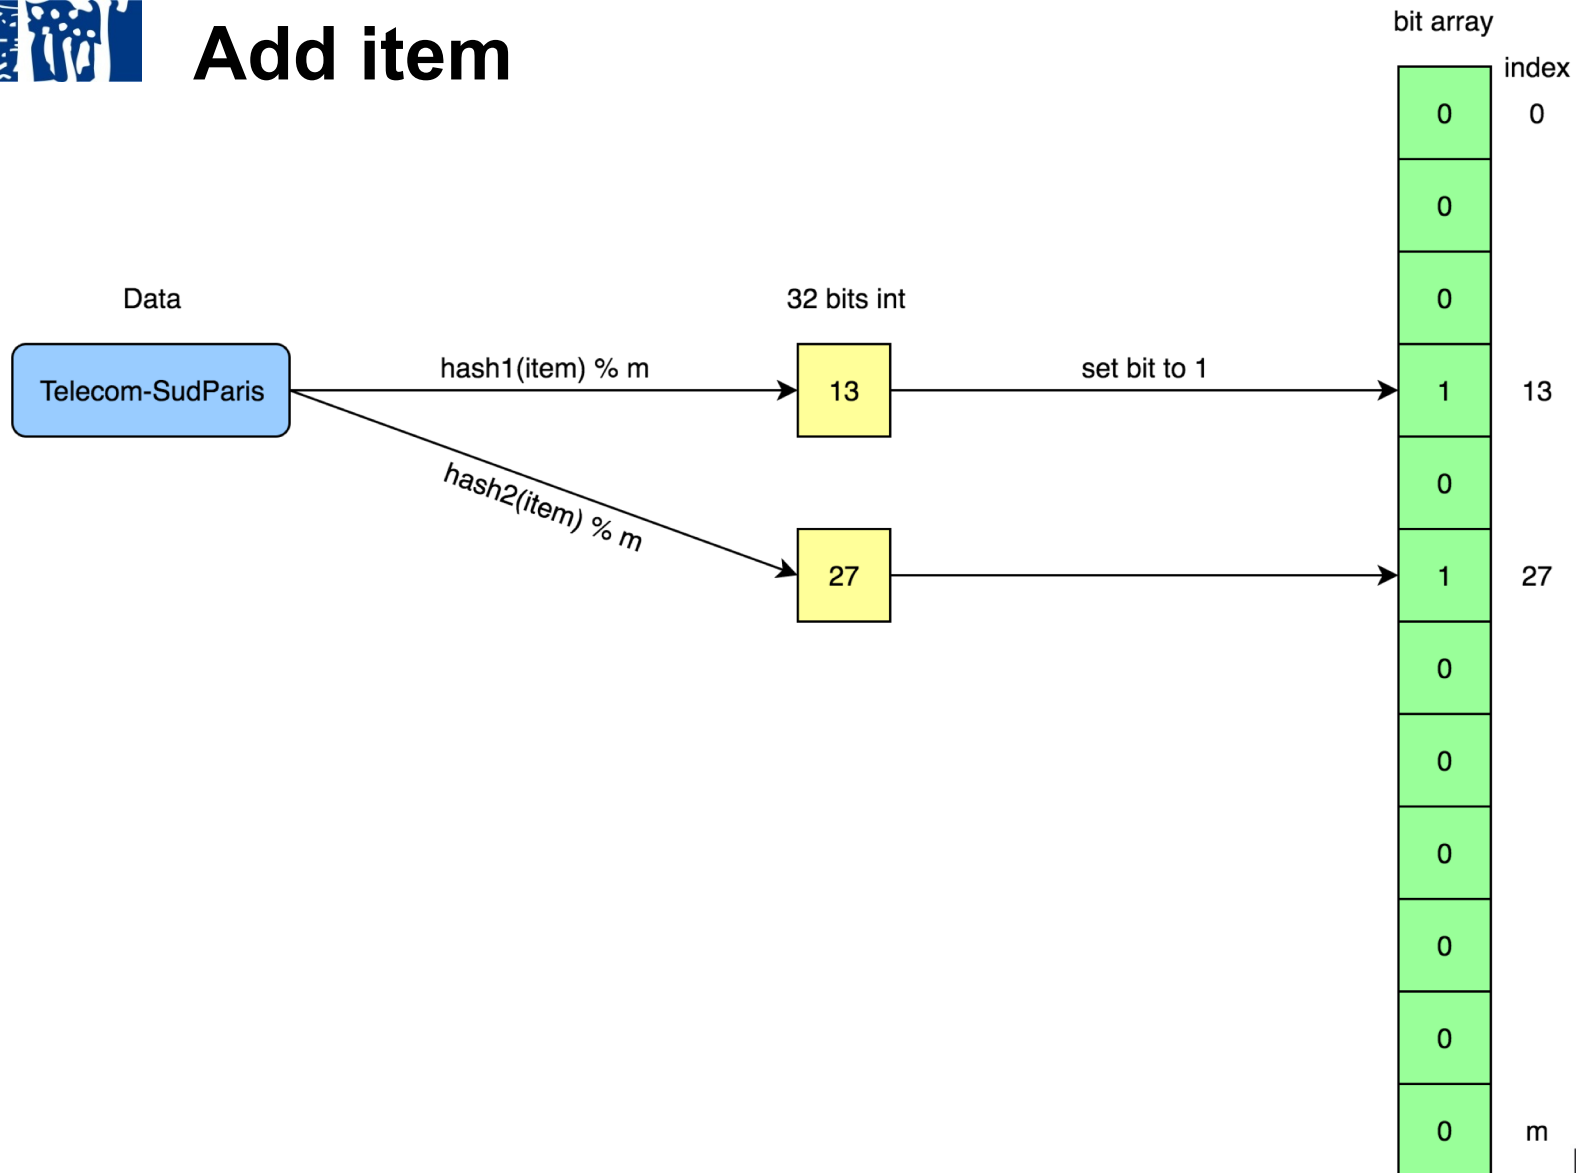 Add item
bit array
index
0 0
0
0
Data
32 bits int
Telecom-SudParis
hash1(item) % m
13
set bit to 1
1 13
0
hash2(item) % m
27
1 27
0
0
0
0
0
0 m